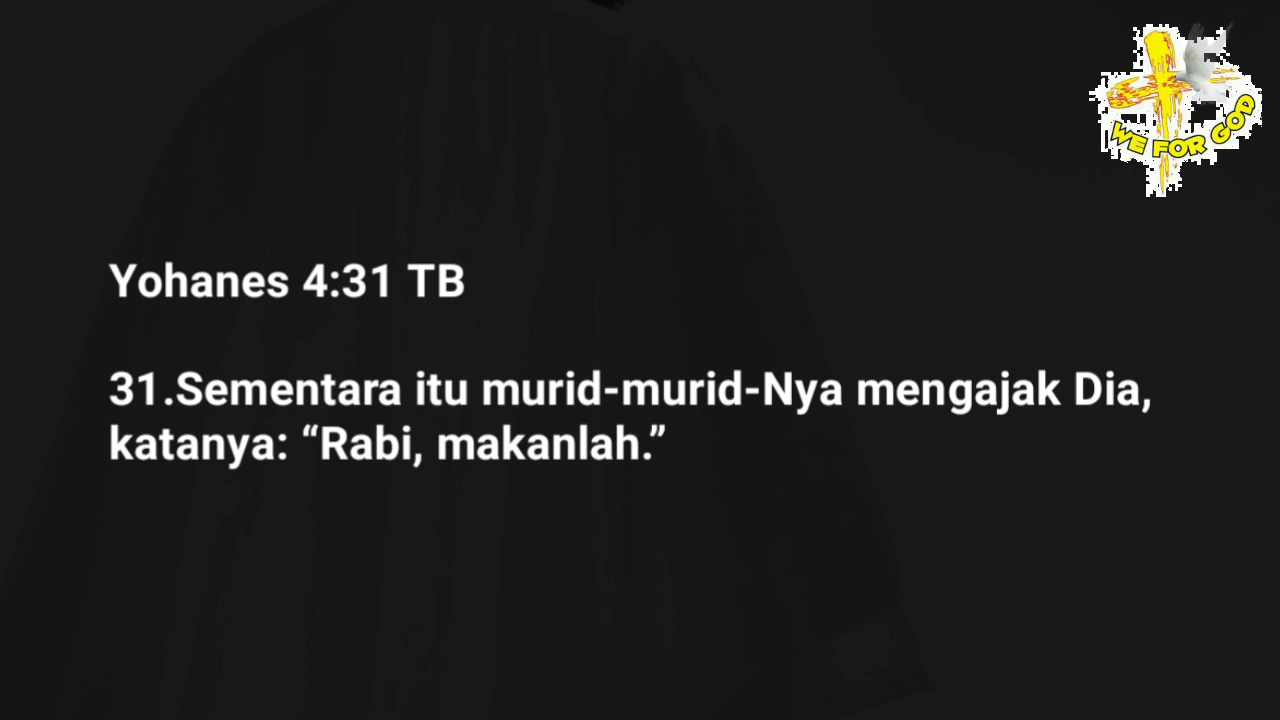 WE FOR GOD
Yohanes 4:31 TB
31.Sementara itu murid-murid-Nya mengajak Dia,
katanya: “Rabi, makanlah.”